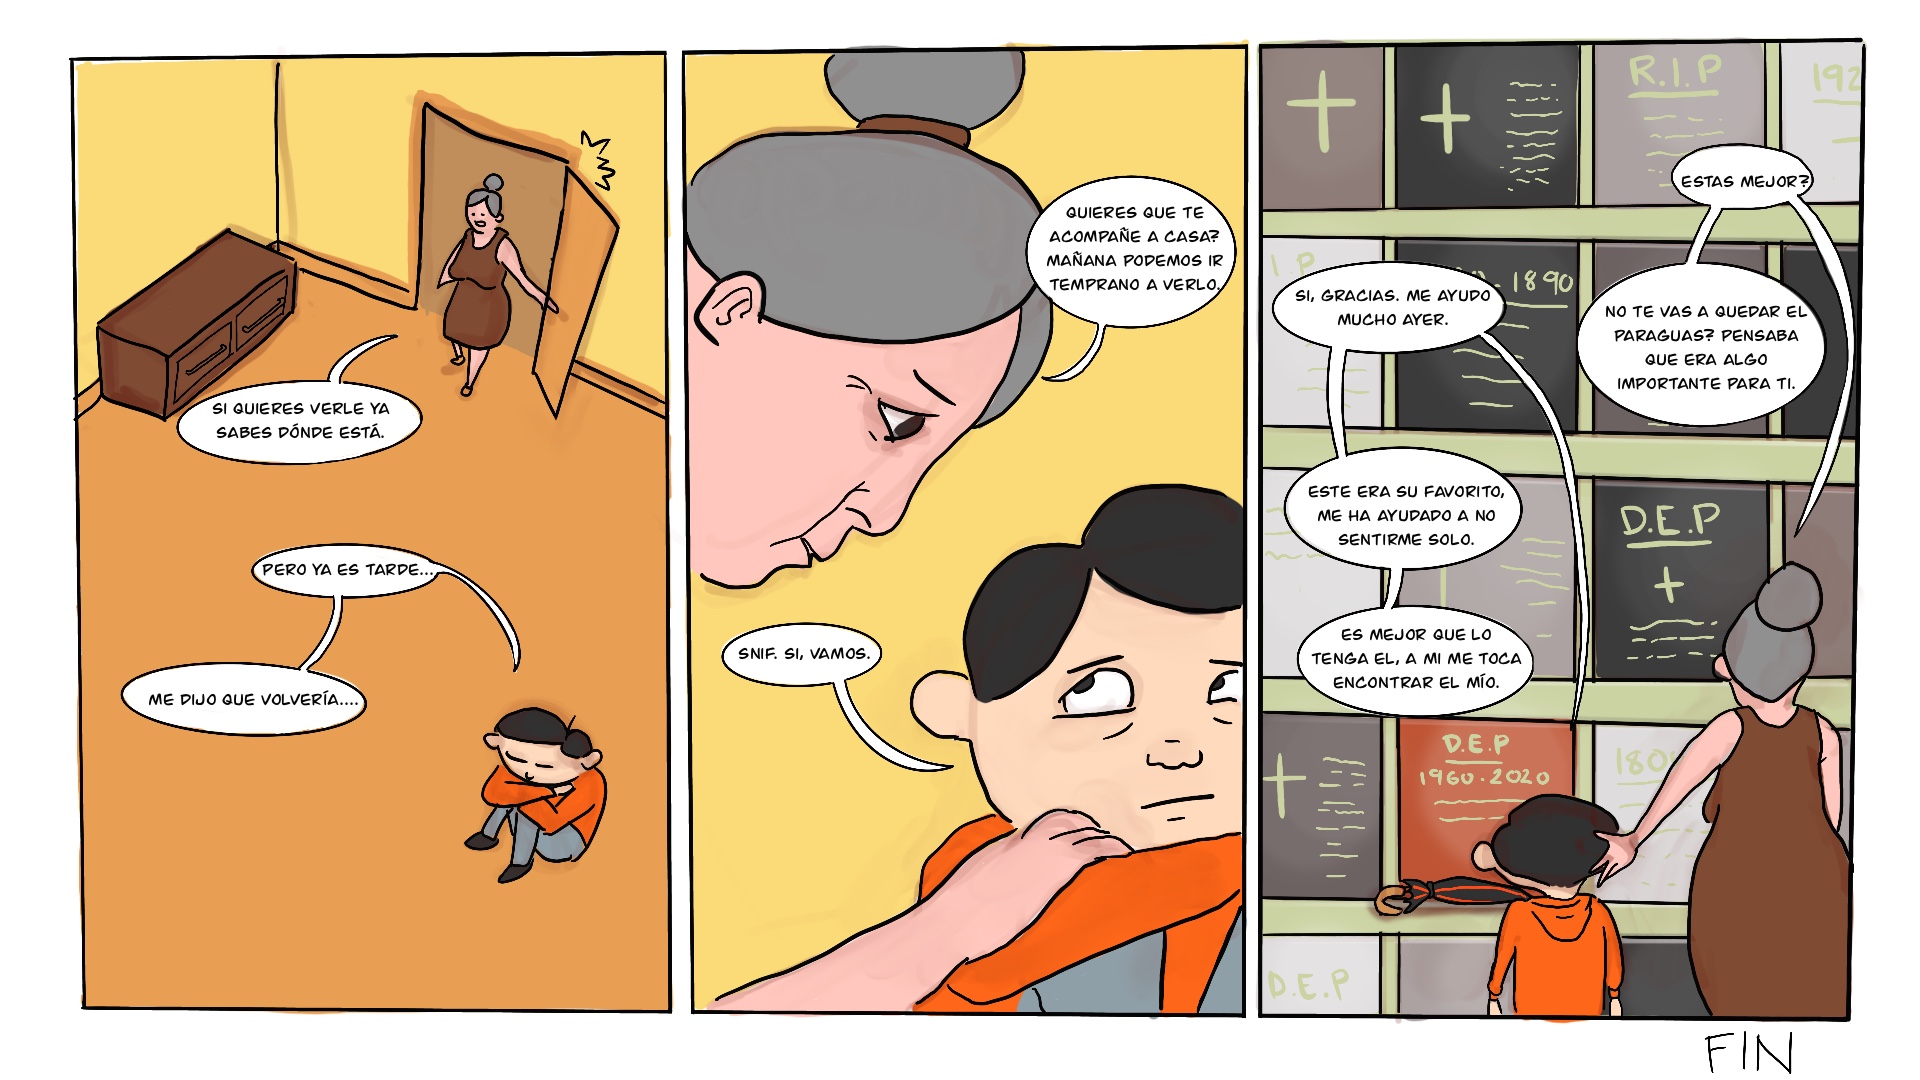 SI QUIERES VERLE YA
SABES DÓNDE ESTÁ.
PERO YA ES TARDE...
ME DIJO QUE VOLVERÍA....
QUIERES QUE TE
ACOMPAÑE A CASA?
MAÑANA PODEMOS IR
TEMPRANO A VERLO.
SNIF. SI, VAMOS.
R.I.P
192
ESTAS MEJOR?
I.P
1890
SI, GRACIAS. ME AYUDO
MUCHO AYER.
NO TE VAS A QUEDAR EL
PARAGUAS? PENSABA
QUE ERA ALGO
IMPORTANTE PARA TI.
ESTE ERA SU FAVORITO,
ME HA AYUDADO A NO
SENTIRME SOLO.
D.E.P
ES MEJOR QUE LO
TENGA EL, A MI ME TOCA
ENCONTRAR EL MÍO.
D.E.P
1960.2020
180
D.E.P
FIN